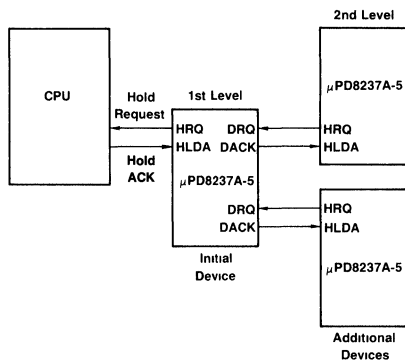 2nd Level
μPD8237A-5
CPU
Hold
Request
1st Level
HRQ
DRQ
HRQ
HLDA
DACK
HLDA
Hold
ACK
μPD8237A-5
DRQ
HRQ
DACK
HLDA
μPD8237A-5
Initial
Device
Additional
Devices